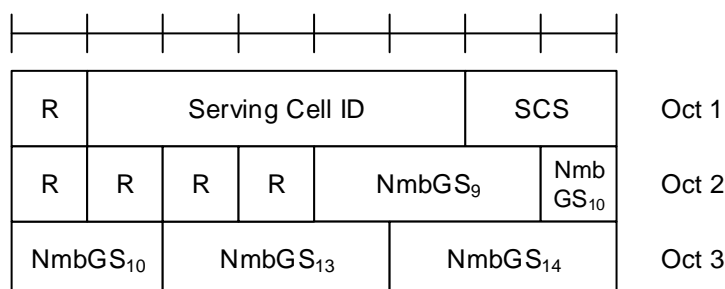 R Serving Cell ID SCS Oct 1
R R R R NmbGS₉ Nmb GS₁₀ Oct 2
NmbGS₁₀ NmbGS₁₃ NmbGS₁₄ Oct 3